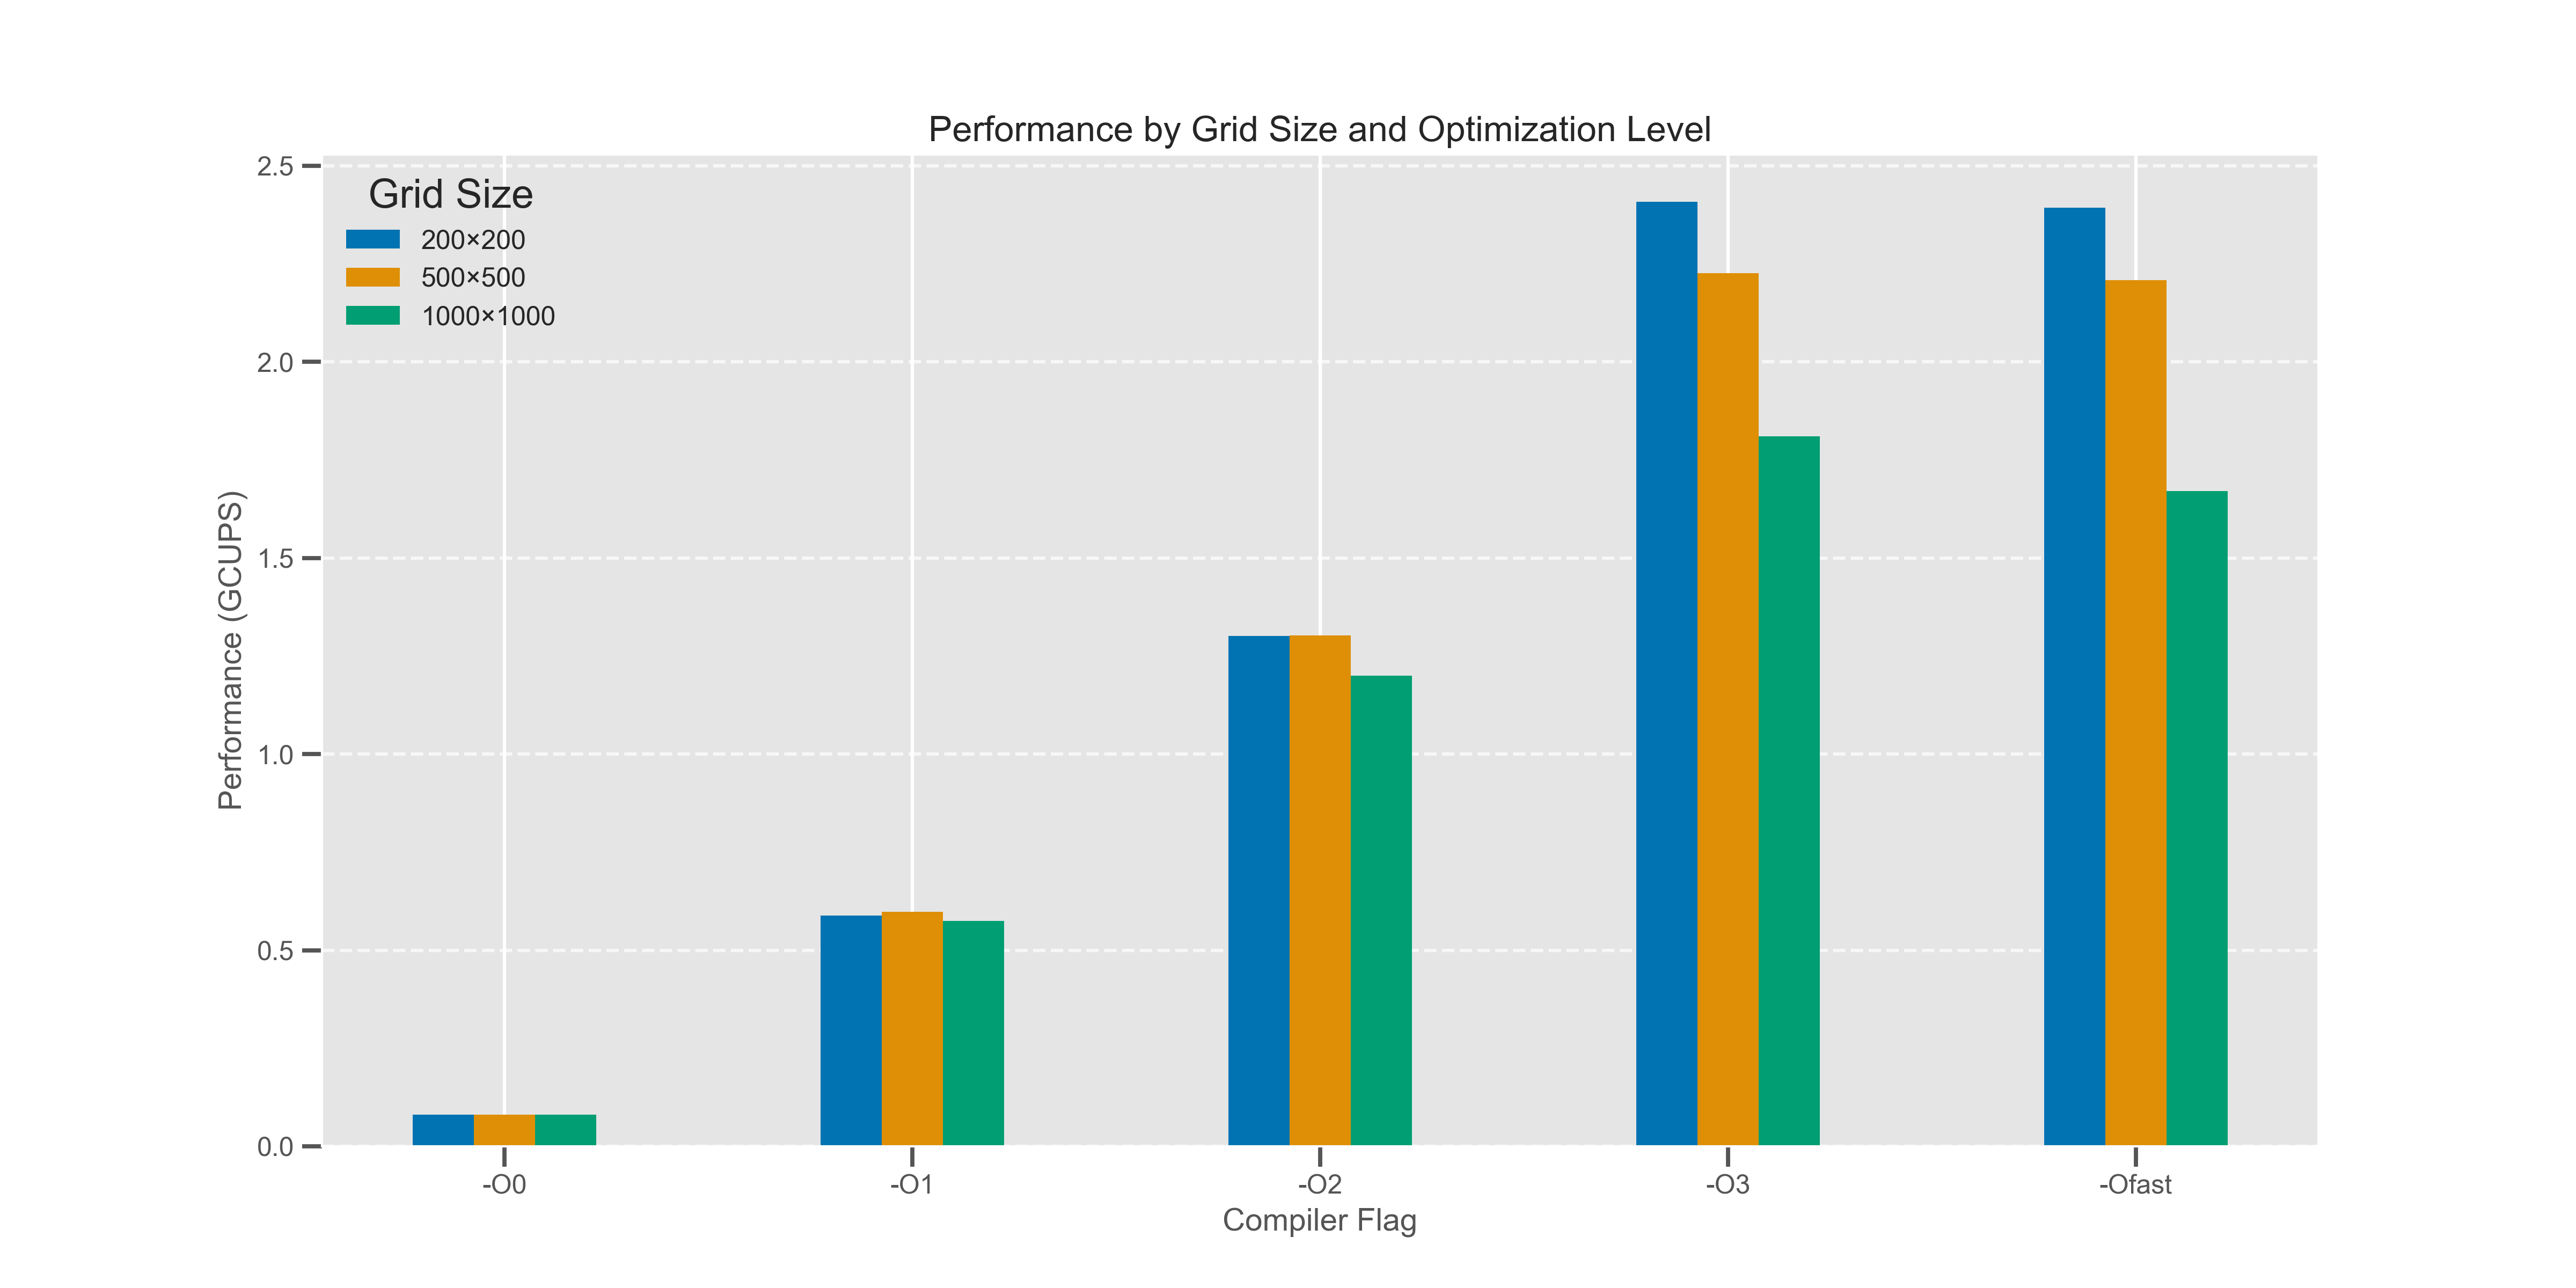 Performance by Grid Size and Optimization Level
2.5
Grid Size
200×200
500×500
1000×1000
2.0
1.5
1.0
0.5
0.0
Performance (GCUPS)
-O0
-O1
-O2
-O3
-Ofast
Compiler Flag